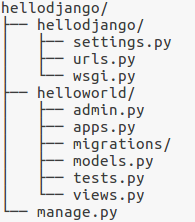 hellodjango/
├── hellodjango/
│   ├── settings.py
│   ├── urls.py
│   └── wsgi.py
├── helloworld/
│   ├── admin.py
│   ├── apps.py
│   ├── migrations/
│   ├── models.py
│   ├── tests.py
│   └── views.py
└── manage.py